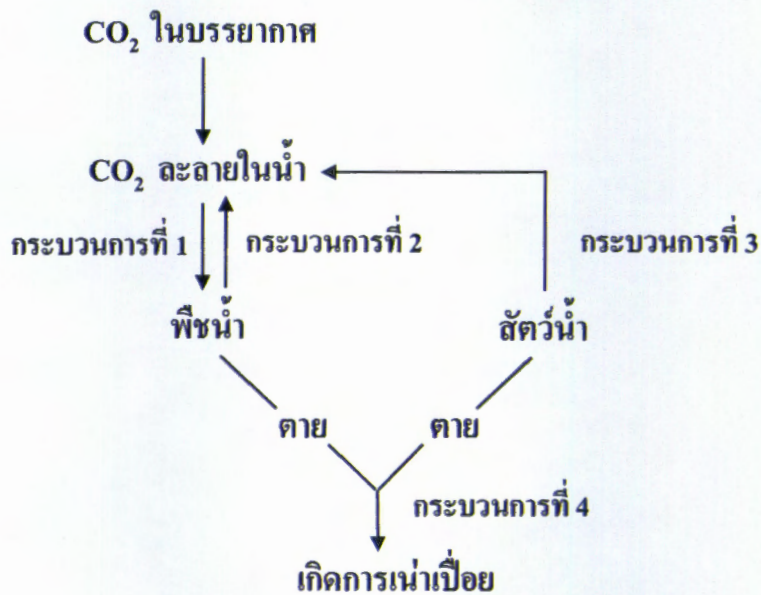 CO₂ ในบรรยากาศ
CO₂ ละลายในน้ำ
กระบวนการที่ 1
กระบวนการที่ 2
กระบวนการที่ 3
พืชน้ำ
สัตว์น้ำ
ตาย
ตาย
กระบวนการที่ 4
เกิดการเน่าเปื่อย